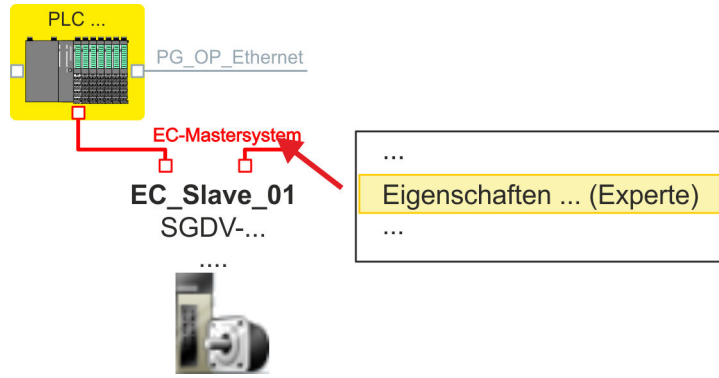 PLC ...
PG_OP_Ethernet
EC-Mastersystem
EC_Slave_01
SGDV-...
....
...
Eigenschaften ... (Experte)
...